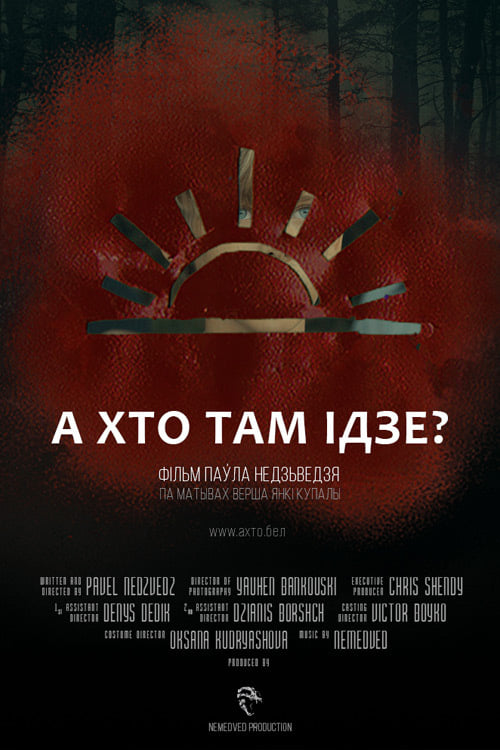 А ХТО ТАМ ІДЗЕ?
ФІЛЬМ ПАЎЛА НЕДЗЬВЕДЗЯ
ПА МАТЫВАХ ВЕРША ЯНКІ КУПАЛЫ
www.ахто.бел
WRITTEN AND DIRECTED BY PAVEL NEDZVEDZ DIRECTOR OF PHOTOGRAPHY YAUHEN BANKOUSKI EXECUTIVE PRODUCER CHRIS SHENDY
1ST ASSISTANT DIRECTOR DENYS DEDIK 2ND ASSISTANT DIRECTOR DZIANIS BORSHCH CASTING DIRECTOR VICTOR BOYKO
COSTUME DIRECTOR OKSANA KUDRYASHOVA MUSIC BY NEMEDVED
PRODUCED BY
NEMEDVED PRODUCTION